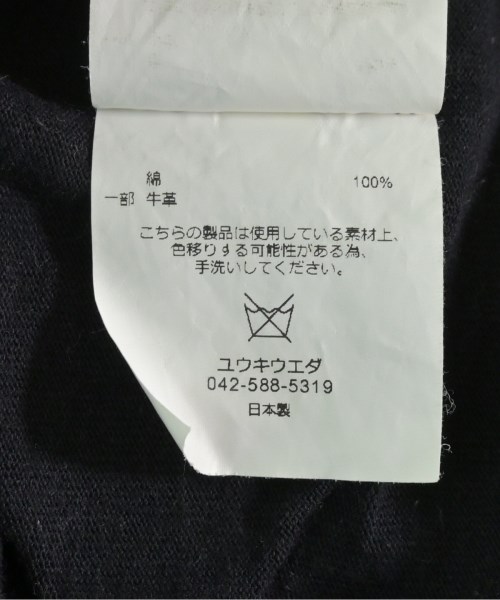 綿 100%
一部 牛革
こちらの製品は使用している素材上、
色移りする可能性がある為、
手洗いしてください。
ユウキウエダ
042-588-5319
日本製